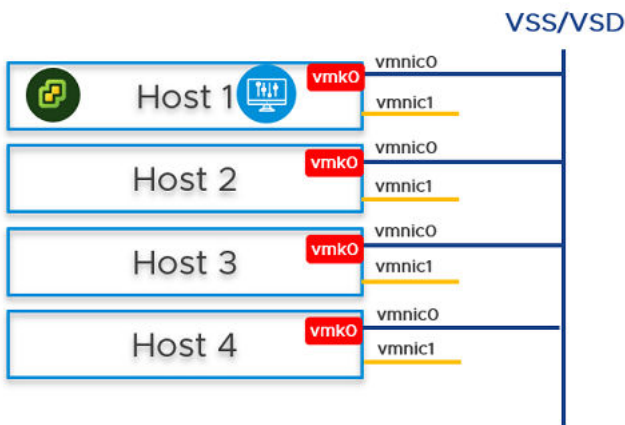 VSS/VSD
vmnic0
vmk0
Host 1
vmnic1
vmnic0
vmk0
Host 2
vmnic1
vmnic0
vmk0
Host 3
vmnic1
vmnic0
vmk0
Host 4
vmnic1